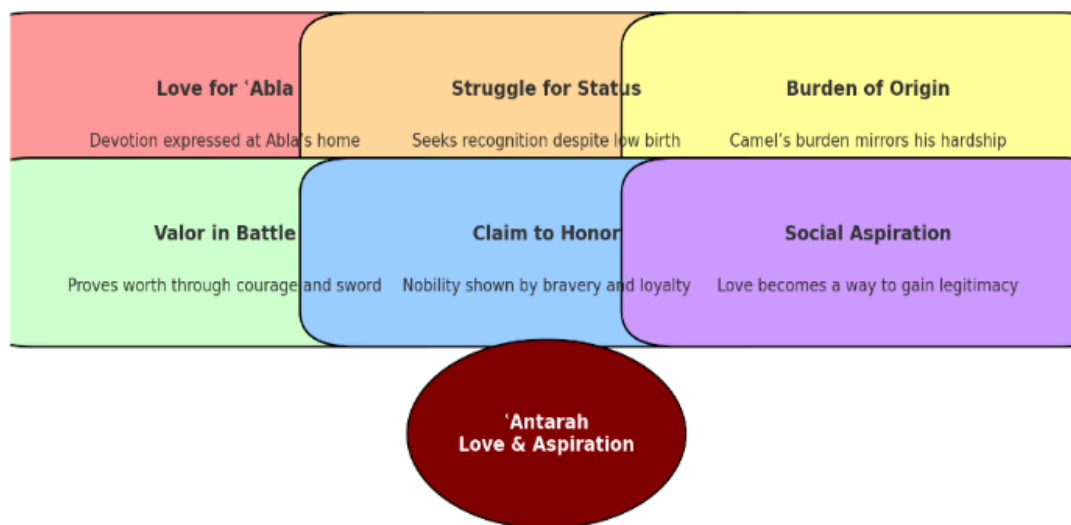 Love for ʿAbla
Struggle for Status
Burden of Origin
Devotion expressed at Abla's home
Seeks recognition despite low birth
Camel's burden mirrors his hardship
Valor in Battle
Claim to Honor
Social Aspiration
Proves worth through courage and sword
Nobility shown by bravery and loyalty
Love becomes a way to gain legitimacy
ʿAntarah
Love & Aspiration